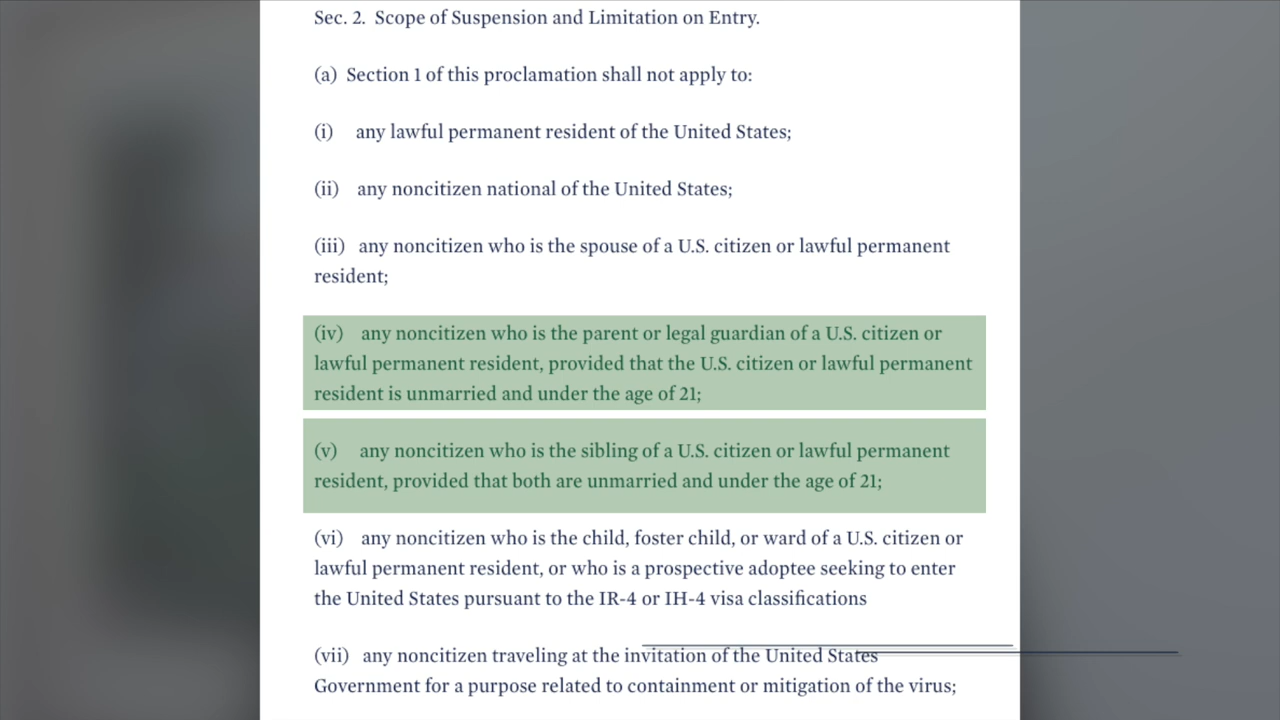 Sec. 2. Scope of Suspension and Limitation on Entry.
(a) Section 1 of this proclamation shall not apply to:
(i) any lawful permanent resident of the United States;
(ii) any noncitizen national of the United States;
(iii) any noncitizen who is the spouse of a U.S. citizen or lawful permanent
resident;
(iv) any noncitizen who is the parent or legal guardian of a U.S. citizen or
lawful permanent resident, provided that the U.S. citizen or lawful permanent
resident is unmarried and under the age of 21;
(v) any noncitizen who is the sibling of a U.S. citizen or lawful permanent
resident, provided that both are unmarried and under the age of 21;
(vi) any noncitizen who is the child, foster child, or ward of a U.S. citizen or
lawful permanent resident, or who is a prospective adoptee seeking to enter
the United States pursuant to the IR-4 or IH-4 visa classifications
(vii) any noncitizen traveling at the invitation of the United States
Government for a purpose related to containment or mitigation of the virus;